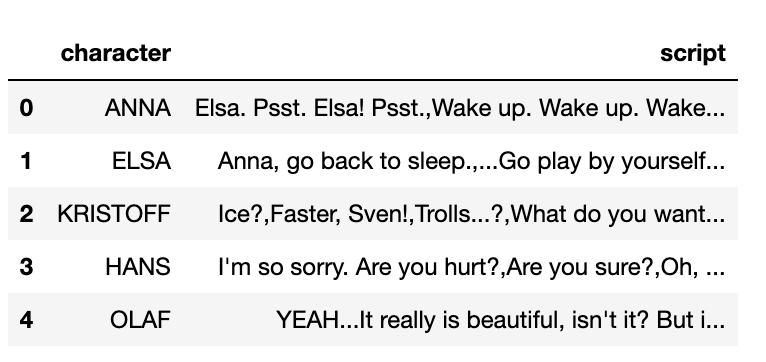 character script
0 ANNA Elsa. Psst. Elsa! Psst.,Wake up. Wake up. Wake...
1 ELSA Anna, go back to sleep.,...Go play by yourself...
2 KRISTOFF Ice?,Faster, Sven!,Trolls...?,What do you want...
3 HANS I'm so sorry. Are you hurt?,Are you sure?,Oh, ...
4 OLAF YEAH...It really is beautiful, isn't it? But i...